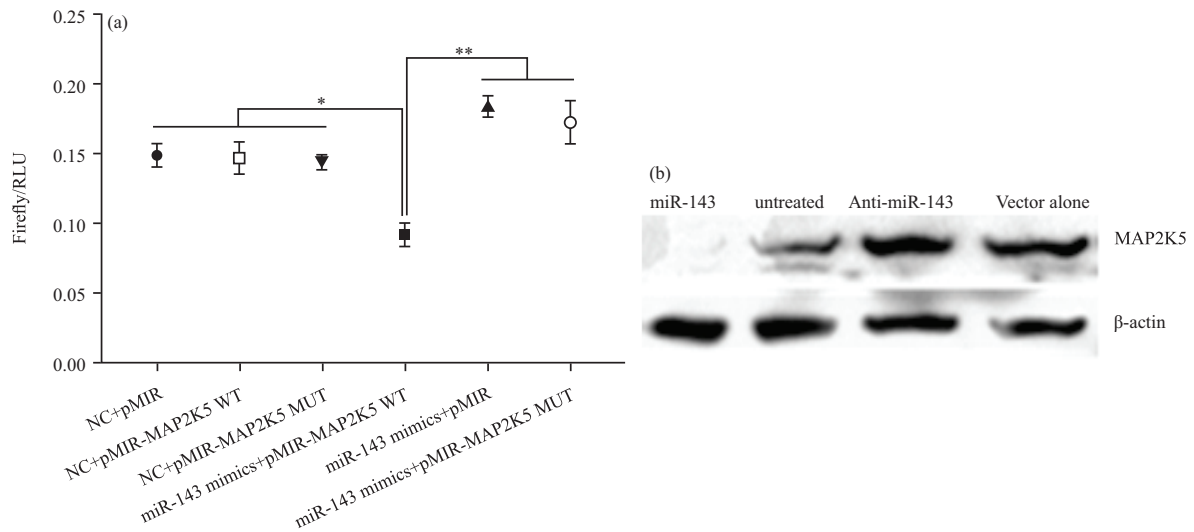 (a)
0.25
0.20
0.15
0.10
0.05
0.00
Firefly/RLU
*
**
NC+pMIR
NC+pMIR-MAP2K5 WT
NC+pMIR-MAP2K5 MUT
miR-143 mimics+pMIR-MAP2K5 WT
miR-143 mimics+pMIR
miR-143 mimics+pMIR-MAP2K5 MUT
(b)
miR-143 untreated Anti-miR-143 Vector alone
MAP2K5
β-actin